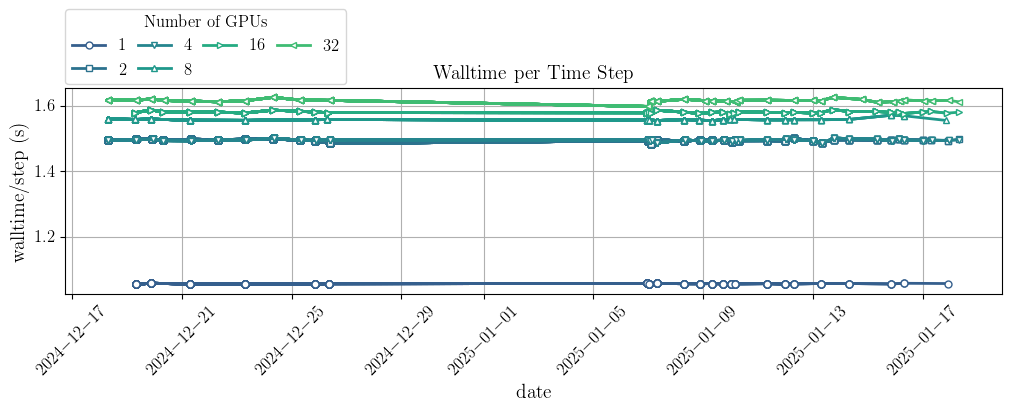 Number of GPUs
1 4 16 32
2 8
Walltime per Time Step
walltime/step (s)
1.6
1.4
1.2
2024−12−17 2024−12−21 2024−12−25 2024−12−29 2025−01−01 2025−01−05 2025−01−09 2025−01−13 2025−01−17
date